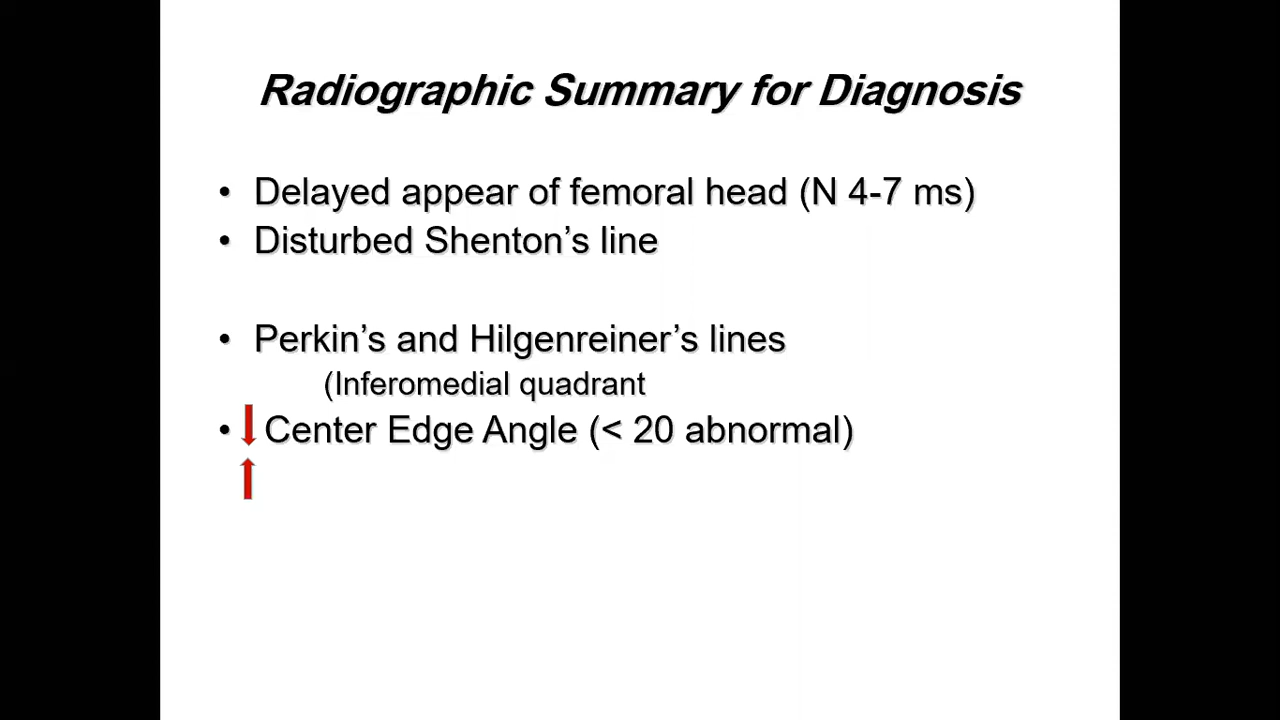 Radiographic Summary for Diagnosis
• Delayed appear of femoral head (N 4-7 ms)
• Disturbed Shenton’s line
• Perkin’s and Hilgenreiner’s lines
(Inferomedial quadrant
• Center Edge Angle (< 20 abnormal)